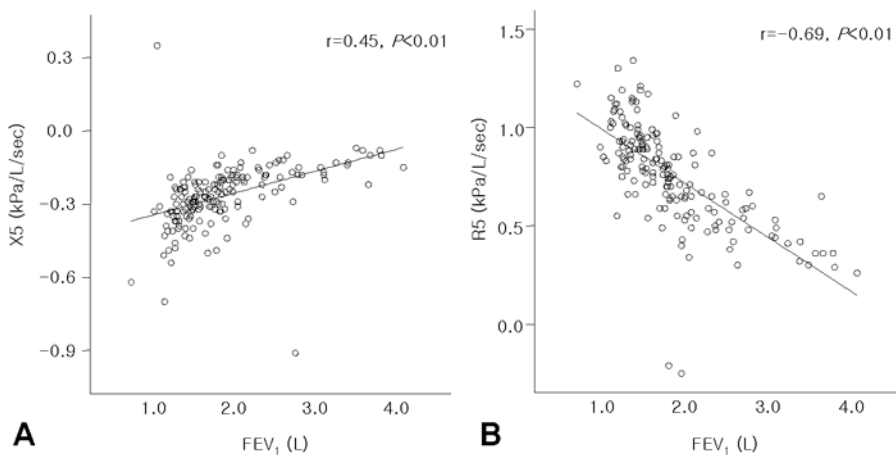 r=0.45, P<0.01
0.3
0.0
−0.3
−0.6
−0.9
X5 (kPa/L/sec)
1.0 2.0 3.0 4.0
FEV1 (L)
A
r=−0.69, P<0.01
1.5
1.0
0.5
0.0
R5 (kPa/L/sec)
1.0 2.0 3.0 4.0
FEV1 (L)
B